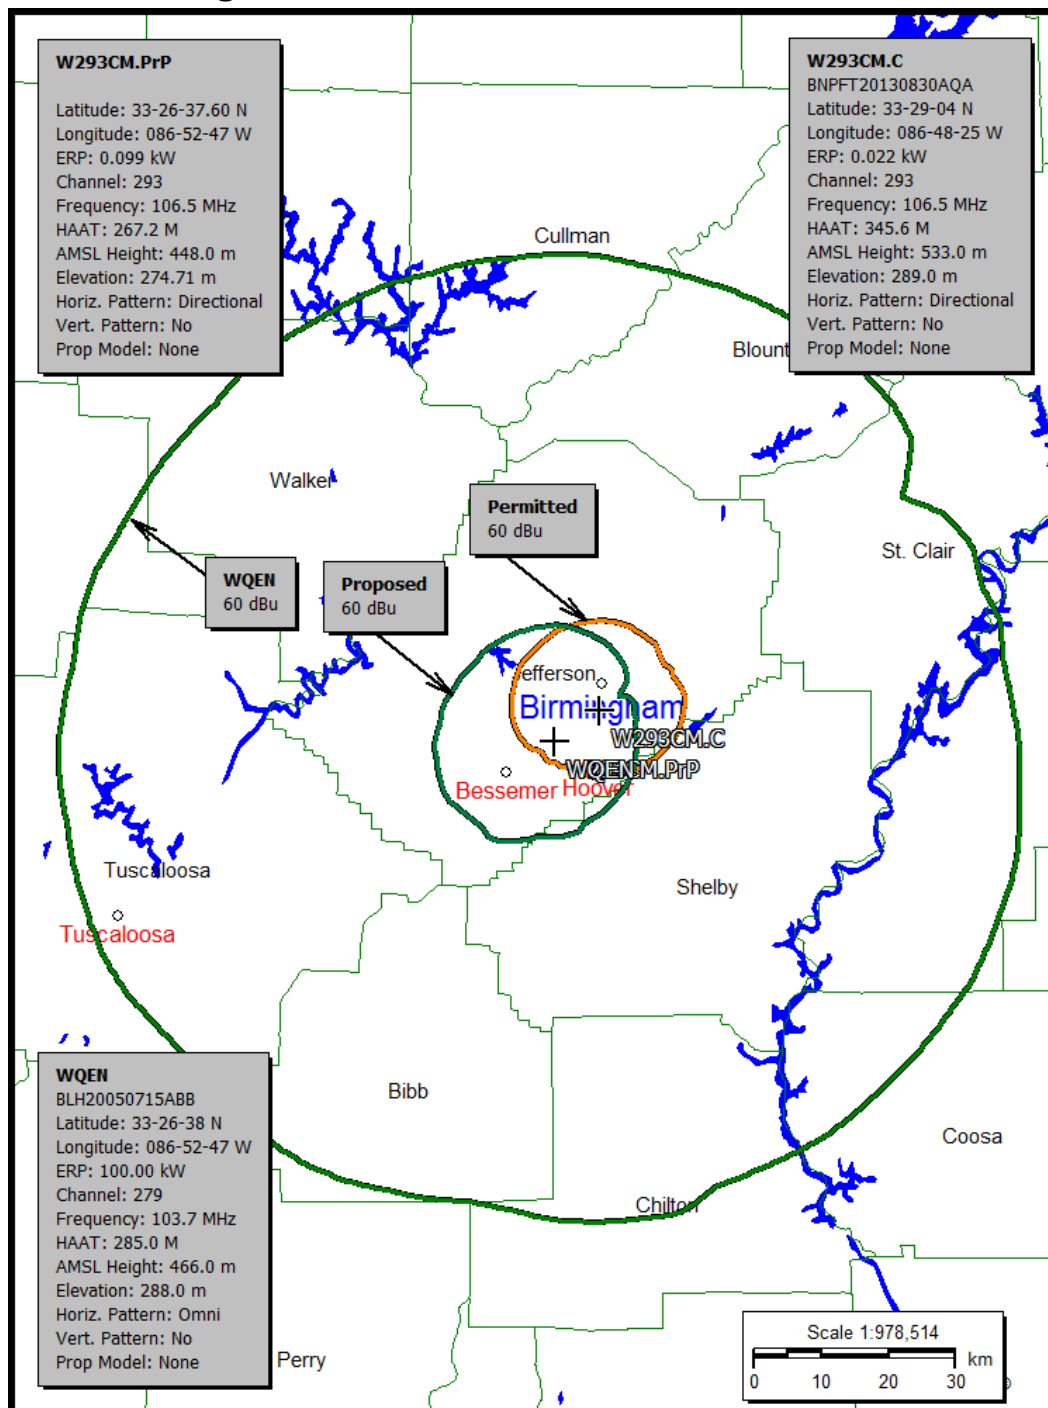 W293CM.PrP
Latitude: 33-26-37.60 N
Longitude: 086-52-47 W
ERP: 0.099 kW
Channel: 293
Frequency: 106.5 MHz
HAAT: 267.2 M
AMSL Height: 448.0 m
Elevation: 274.71 m
Horiz. Pattern: Directional
Vert. Pattern: No
Prop Model: None
W293CM.C
BNPFT20130830AQA
Latitude: 33-29-04 N
Longitude: 086-48-25 W
ERP: 0.022 kW
Channel: 293
Frequency: 106.5 MHz
HAAT: 345.6 M
AMSL Height: 533.0 m
Elevation: 289.0 m
Horiz. Pattern: Directional
Vert. Pattern: No
Prop Model: None
Cullman
Blount
Walker
Permitted
60 dBu
St. Clair
WQEN
60 dBu
Proposed
60 dBu
efferson
Birmingham
W293CM.C
WQEN
CM.PrP
Bessemer
Hoover
Tuscaloosa
Shelby
Tuscaloosa
WQEN
BLH20050715ABB
Latitude: 33-26-38 N
Longitude: 086-52-47 W
ERP: 100.00 kW
Channel: 279
Frequency: 103.7 MHz
HAAT: 285.0 M
AMSL Height: 466.0 m
Elevation: 288.0 m
Horiz. Pattern: Omni
Vert. Pattern: No
Prop Model: None
Bibb
Coosa
Chilton
Perry
Scale 1:978,514
km
0 10 20 30